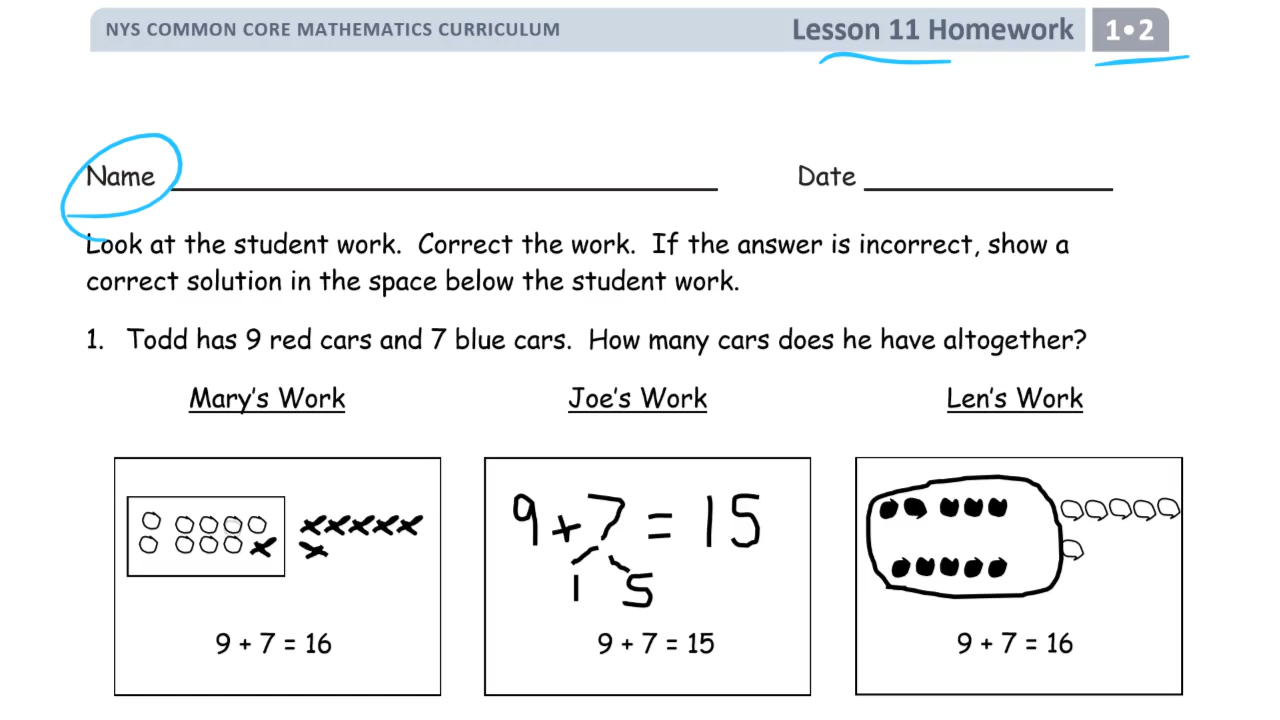 NYS COMMON CORE MATHEMATICS CURRICULUM Lesson 11 Homework 1•2
Name Date
Look at the student work. Correct the work. If the answer is incorrect, show a
correct solution in the space below the student work.
1. Todd has 9 red cars and 7 blue cars. How many cars does he have altogether?
Mary's Work Joe's Work Len's Work
9 + 7 = 15
1 5
9 + 7 = 16 9 + 7 = 15 9 + 7 = 16